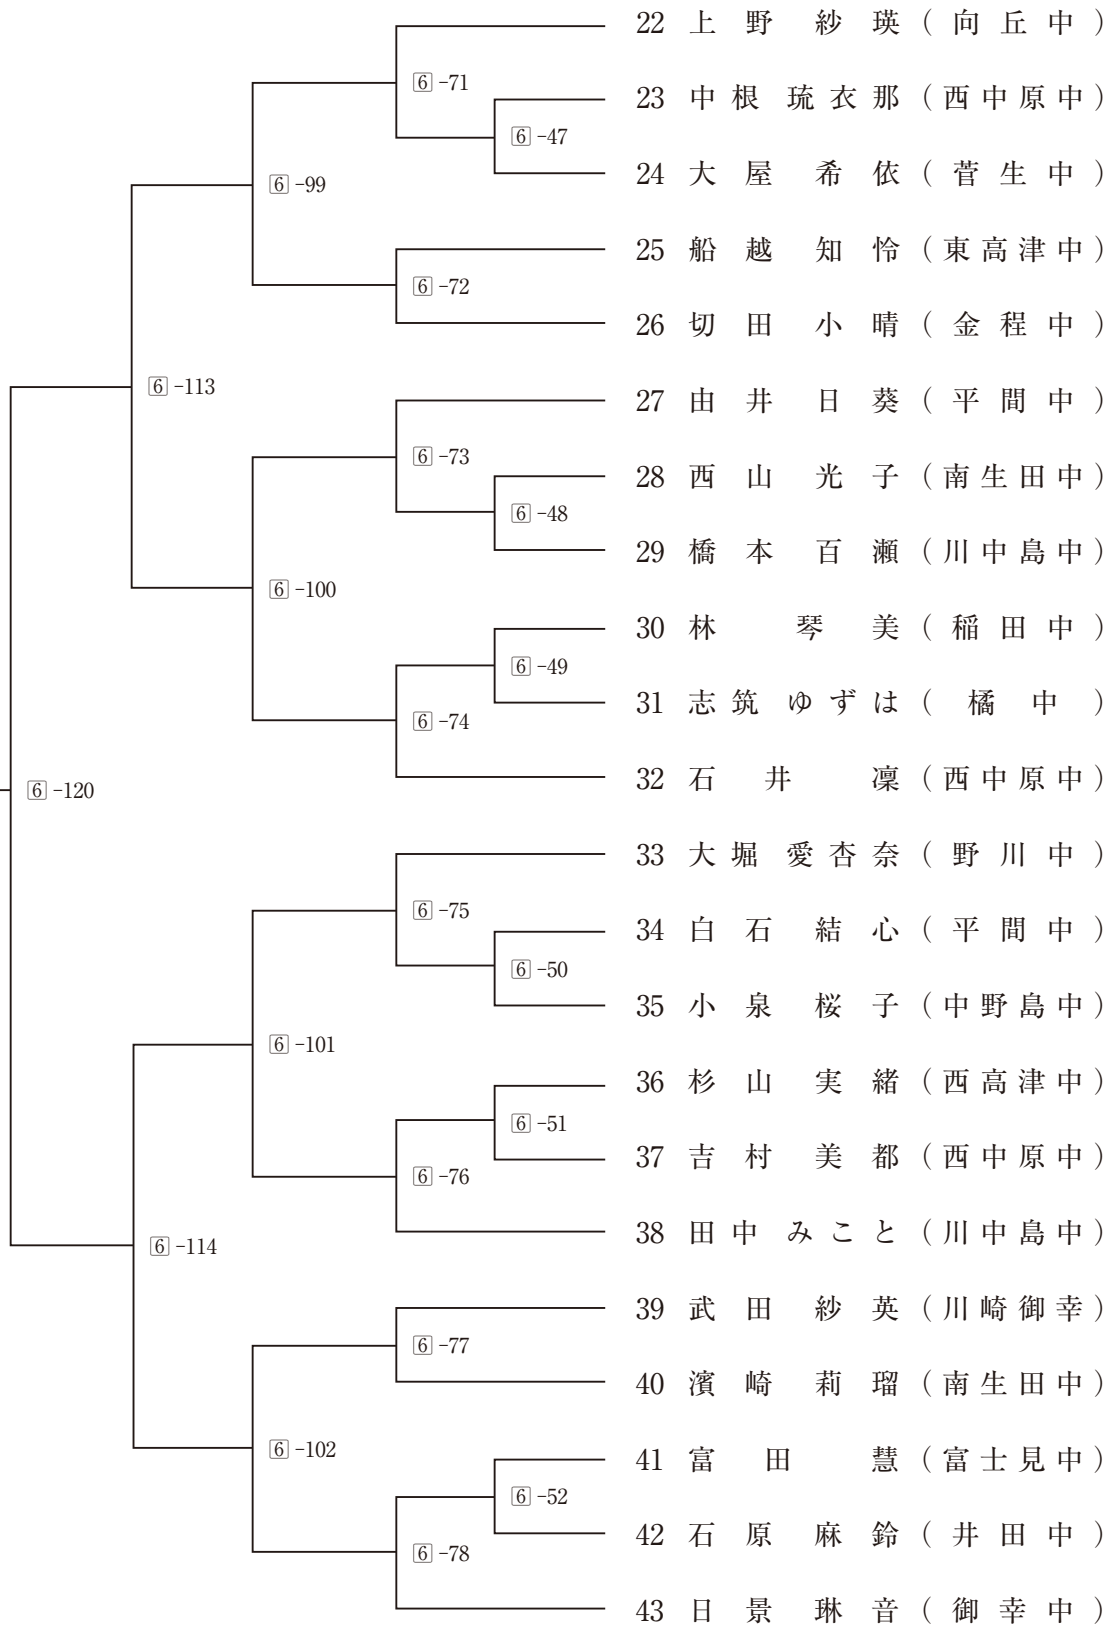 22 上野 紗瑛（向丘中）
6-71
23 中根 琉衣那（西中原中）
6-47
24 大屋 希依（菅生中）
6-99
25 船越 知怜（東高津中）
6-72
26 切田 小晴（金程中）
6-113
27 由井 日葵（平間中）
6-73
28 西山 光子（南生田中）
6-48
29 橋本 百瀬（川中島中）
6-100
30 林 琴美（稲田中）
6-49
31 志筑 ゆずは（橘中）
6-74
32 石井 凜（西中原中）
6-120
33 大堀 愛杏奈（野川中）
6-75
34 白石 結心（平間中）
6-50
35 小泉 桜子（中野島中）
6-101
36 杉山 実緒（西高津中）
6-51
37 吉村 美都（西中原中）
6-76
38 田中 みこと（川中島中）
6-114
39 武田 紗英（川崎御幸）
6-77
40 濱崎 莉瑠（南生田中）
6-102
41 富田 慧（富士見中）
6-52
42 石原 麻鈴（井田中）
6-78
43 日景 琳音（御幸中）